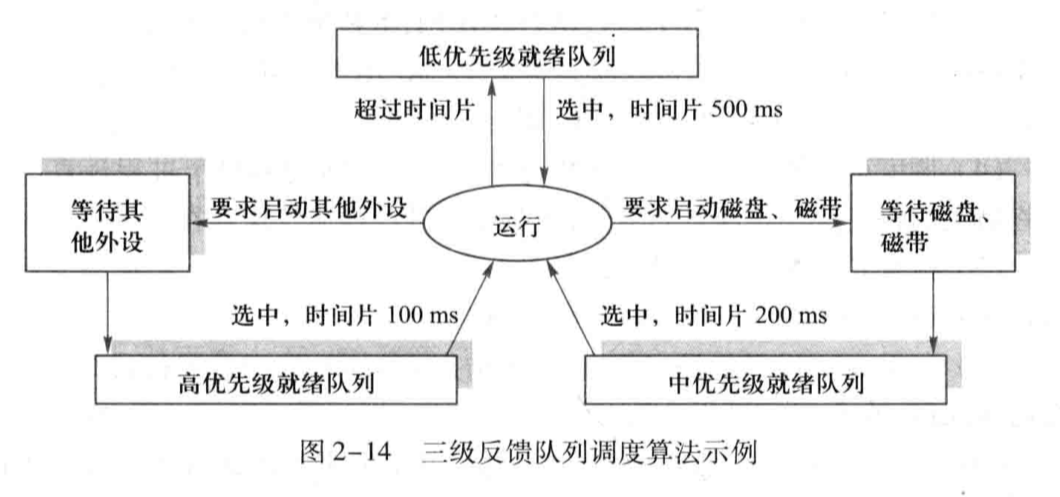 低优先级就绪队列
超过时间片
选中，时间片 500 ms
等待其
他外设
要求启动其他外设
运行
要求启动磁盘、磁带
等待磁盘、
磁带
选中，时间片 100 ms
选中，时间片 200 ms
高优先级就绪队列
中优先级就绪队列
图 2-14 三级反馈队列调度算法示例